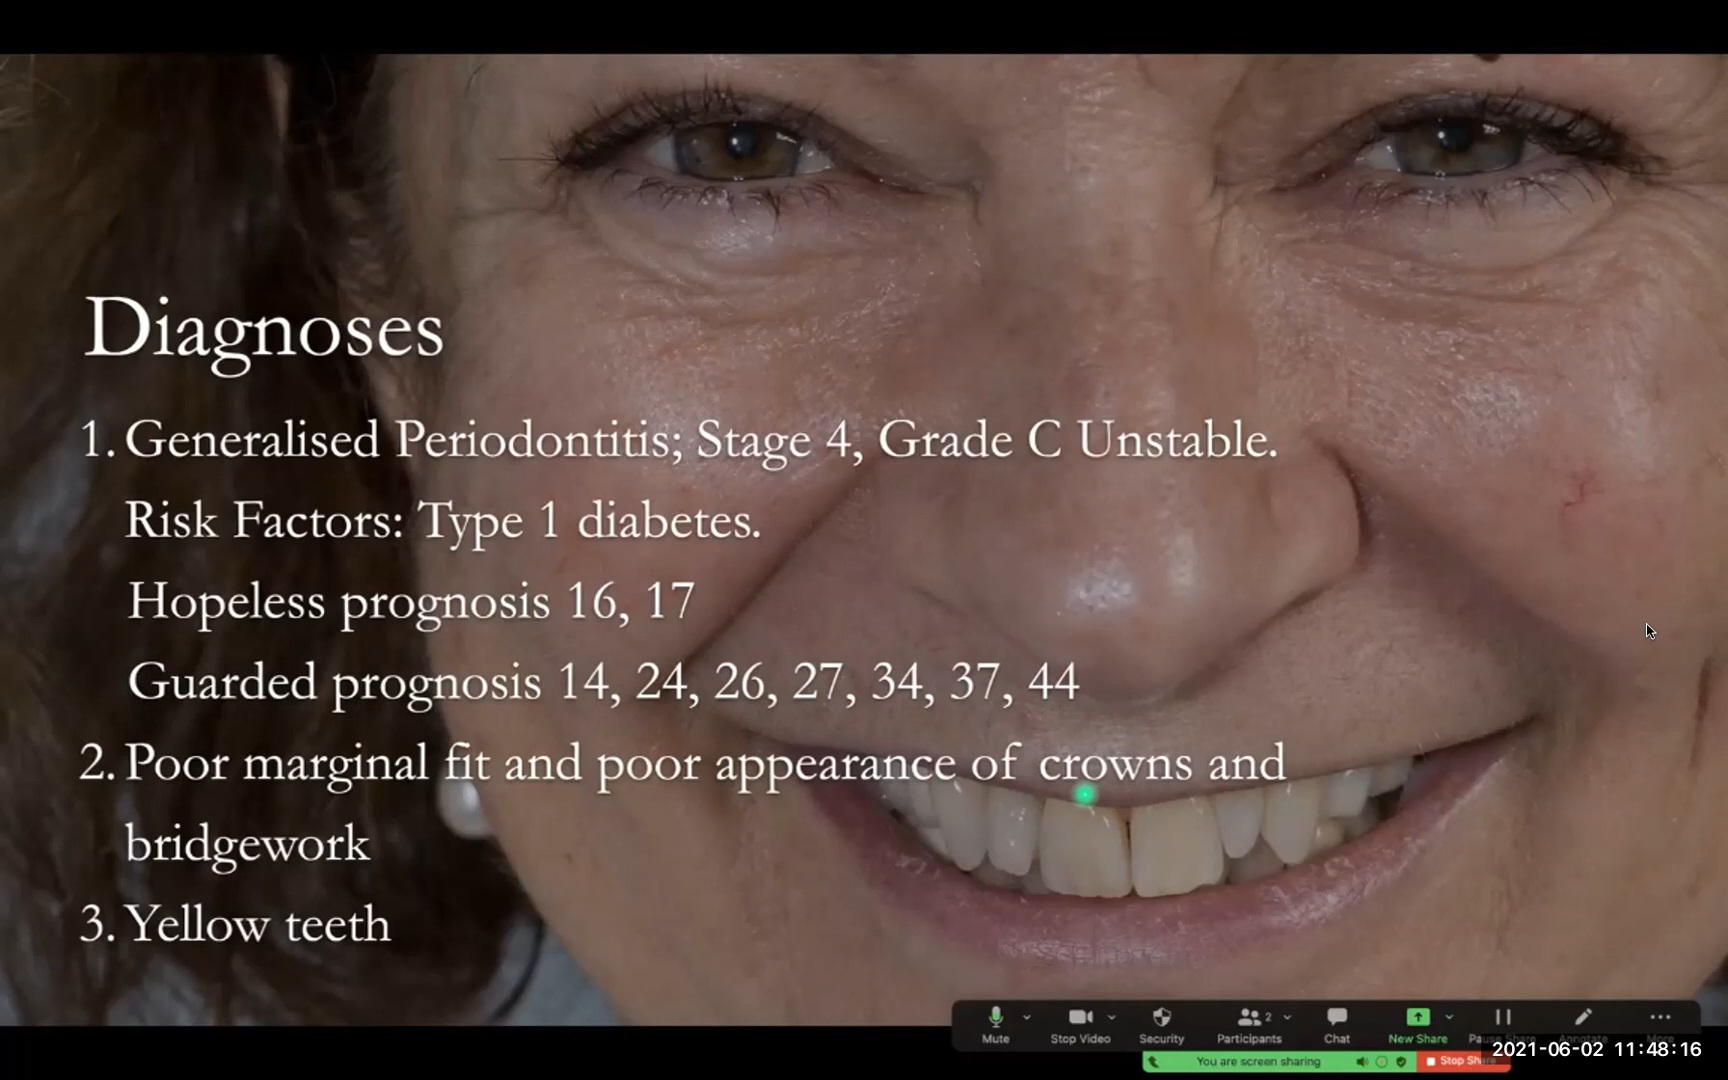 Diagnoses
1. Generalised Periodontitis; Stage 4, Grade C Unstable.
Risk Factors: Type 1 diabetes.
Hopeless prognosis 16, 17
Guarded prognosis 14, 24, 26, 27, 34, 37, 44
2. Poor marginal fit and poor appearance of crowns and
bridgework
3. Yellow teeth
2
Mute Stop Video Security Participants Chat New Share
You are screen sharing Stop
2021-06-02 11:48:16